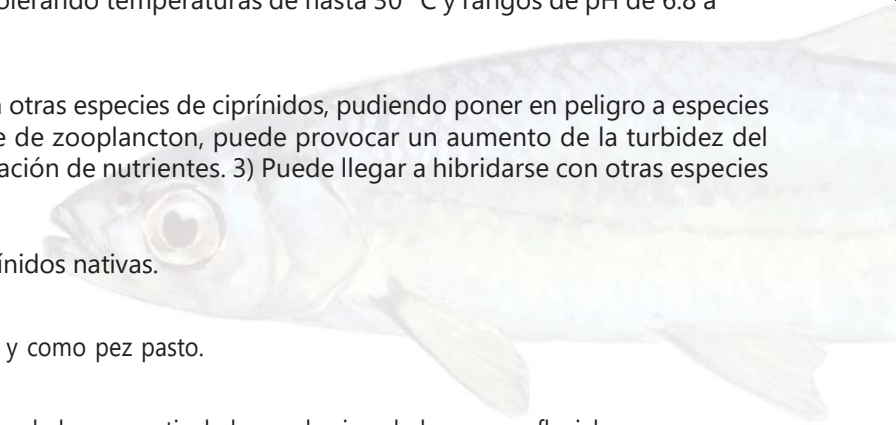 olerando temperaturas de hasta 30 °C y rangos de pH de 6.8 a
otras especies de ciprínidos, pudiendo poner en peligro a especies
e de zooplancton, puede provocar un aumento de la turbidez del
ación de nutrientes. 3) Puede llegar a hibridarse con otras especies
ínidos nativas.
y como pez pasto.